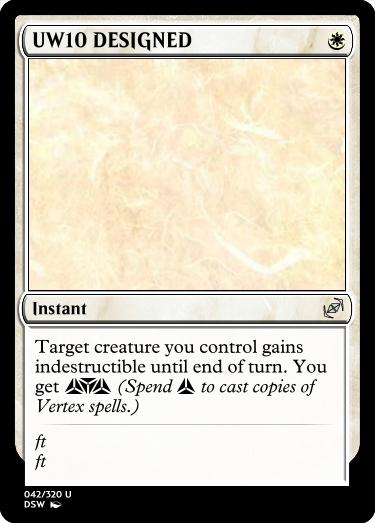 UW10 DESIGNED
Instant
Target creature you control gains
indestructible until end of turn. You
get (Spend to cast copies of
Vertex spells.)
ft
ft
042/320 U
DSW